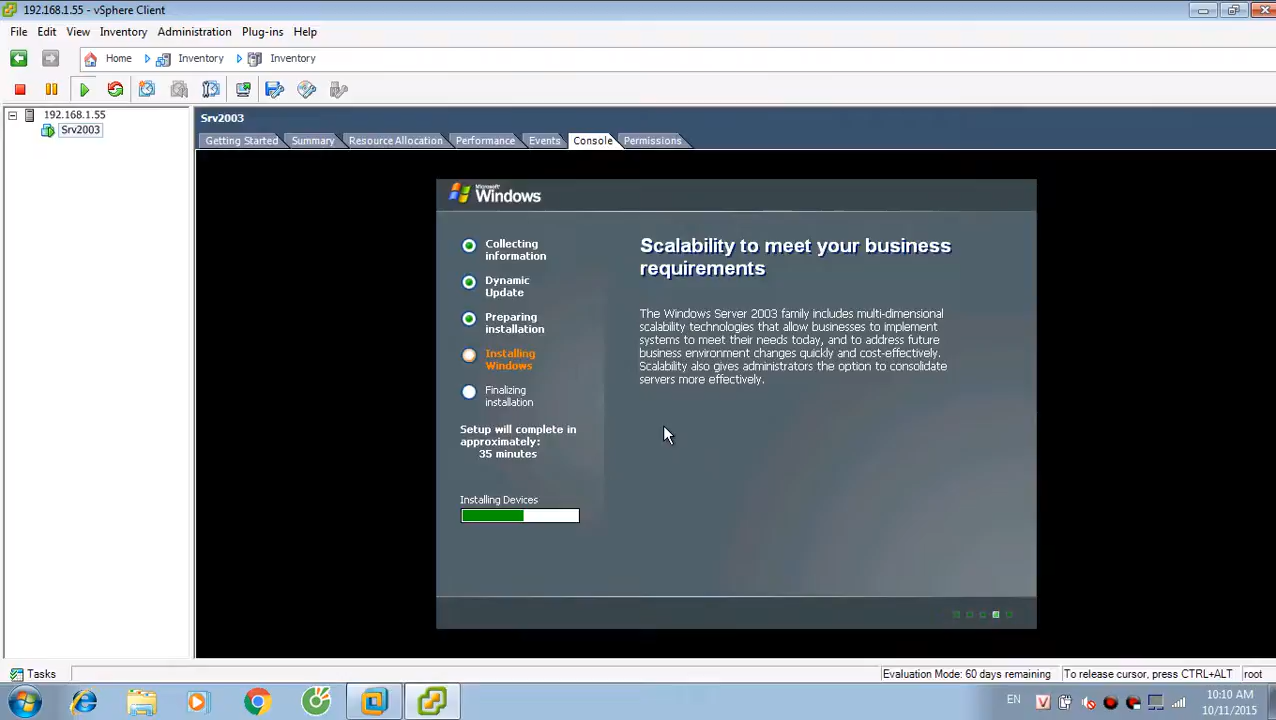 192.168.1.55 - vSphere Client
File Edit View Inventory Administration Plug-ins Help
Home Inventory Inventory
192.168.1.55
Srv2003
Srv2003
Getting Started Summary Resource Allocation Performance Events Console Permissions
Microsoft
Windows
Collecting
information
Dynamic
Update
Preparing
installation
Installing
Windows
Finalizing
installation
Setup will complete in
approximately:
35 minutes
Installing Devices
Scalability to meet your business
requirements
The Windows Server 2003 family includes multi-dimensional
scalability technologies that allow businesses to implement
systems to meet their needs today, and to address future
business environment changes quickly and cost-effectively.
Scalability also gives administrators the option to consolidate
servers more effectively.
Tasks
Evaluation Mode: 60 days remaining
To release cursor, press CTRL+ALT
root
EN
10:10 AM
10/11/2015